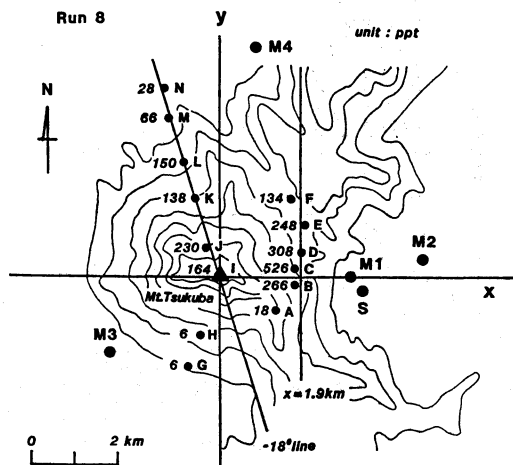 Run 8
y
M4
unit : ppt
N
28 N
66 M
150 L
138 K
134 F
248 E
230 J
308 D
M2
164 I
526 C
M1
266 B
x
Mt.Tsukuba
S
18 A
M3
6 H
6 G
x=1.9km
0 2 km
-18°line